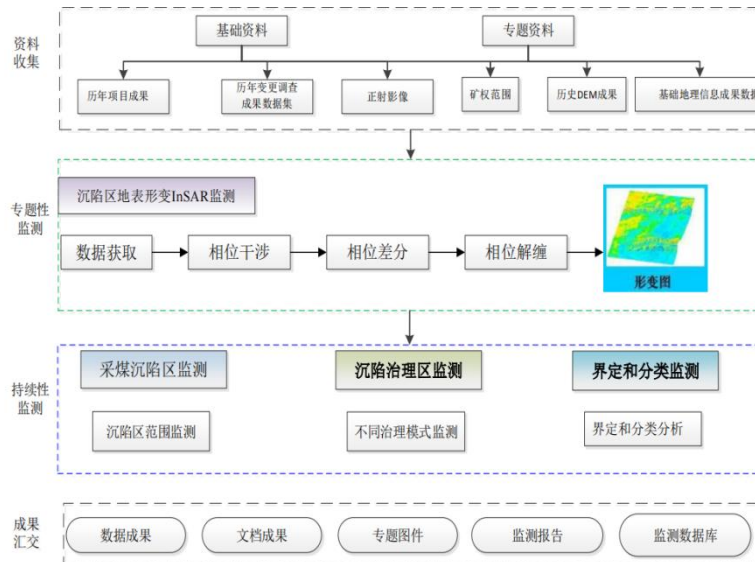 资料
收集
基础资料
专题资料
历年项目成果
历年变更调查
成果数据集
正射影像
矿权范围
历史DEM成果
基础地理信息成果数据
专题性
监测
沉陷区地表形变InSAR监测
数据获取
相位干涉
相位差分
相位解缠
形变图
持续性
监测
采煤沉陷区监测
沉陷治理区监测
界定和分类监测
沉陷区范围监测
不同治理模式监测
界定和分类分析
成果
汇交
数据成果
文档成果
专题图件
监测报告
监测数据库